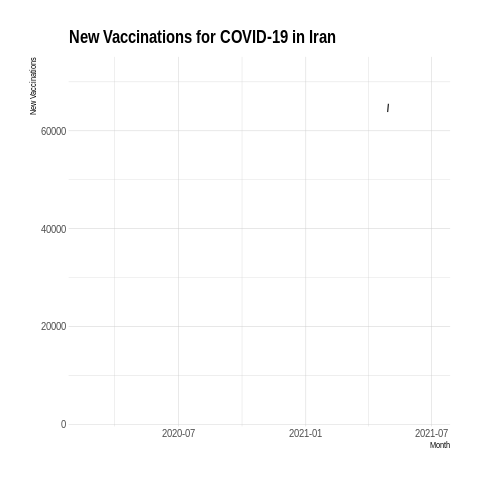 New Vaccinations for COVID-19 in Iran
New Vaccinations
60000
40000
20000
0
2020-07
2021-01
2021-07
Month